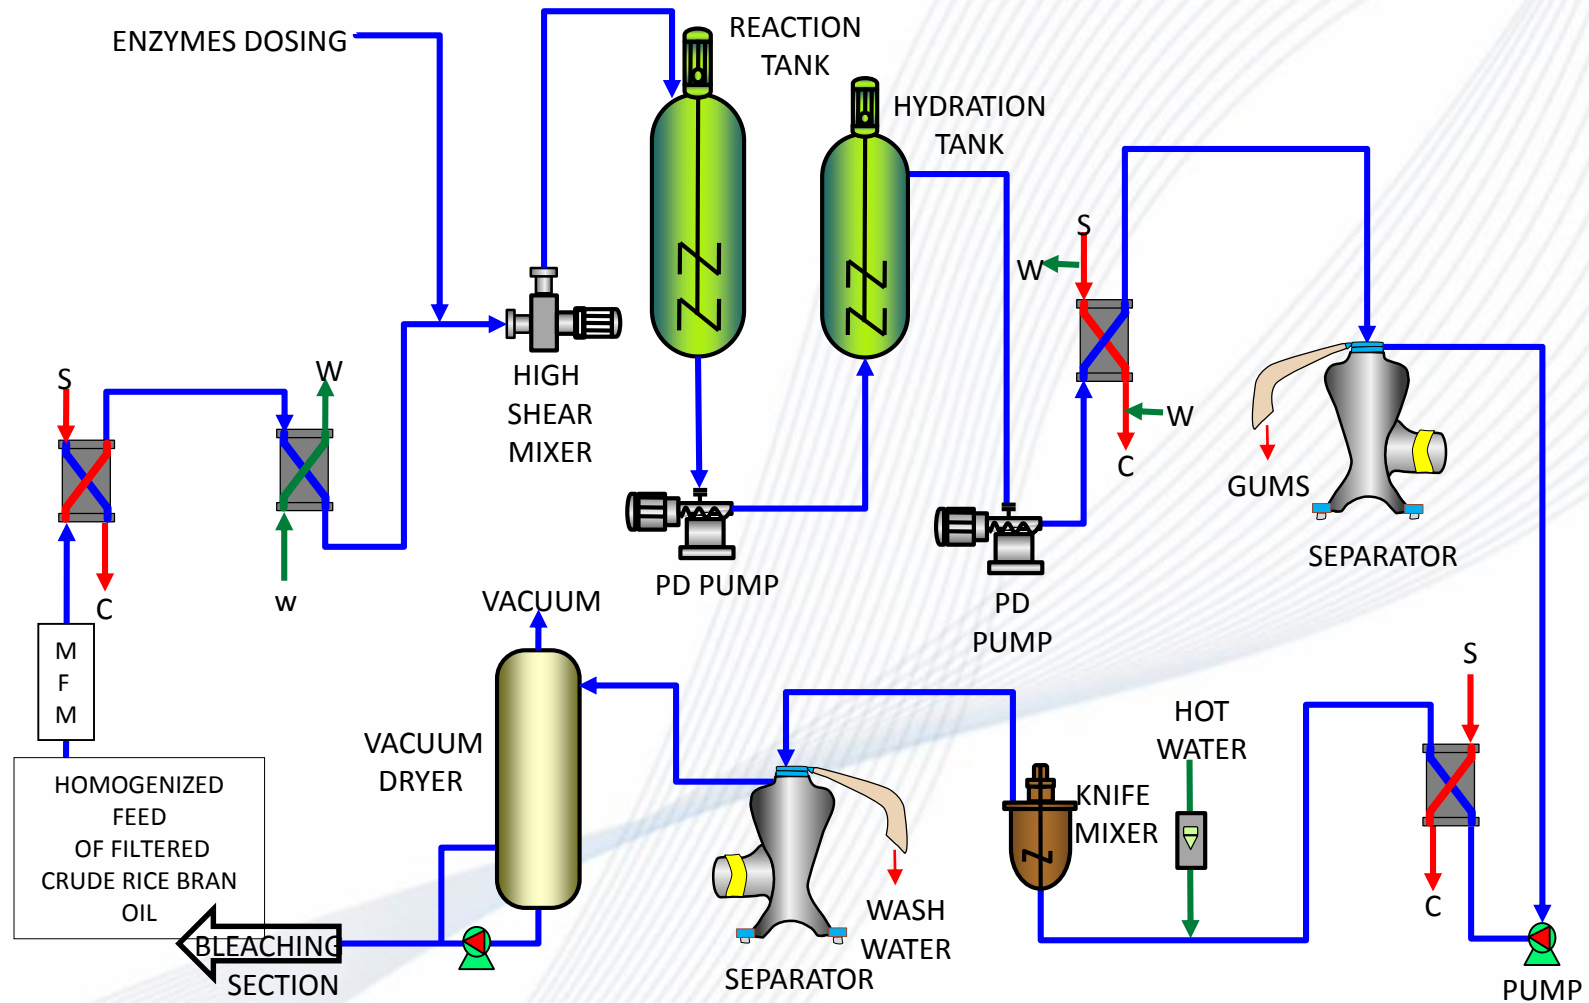 ENZYMES DOSING
REACTION
TANK
HYDRATION
TANK
HIGH
SHEAR
MIXER
S
W
C
w
M
F
M
HOMOGENIZED
FEED
OF FILTERED
CRUDE RICE BRAN
OIL
BLEACHING
SECTION
PD PUMP
PD
PUMP
S
W
W
C
GUMS
SEPARATOR
VACUUM
VACUUM
DRYER
SEPARATOR
WASH
WATER
KNIFE
MIXER
HOT
WATER
S
C
PUMP